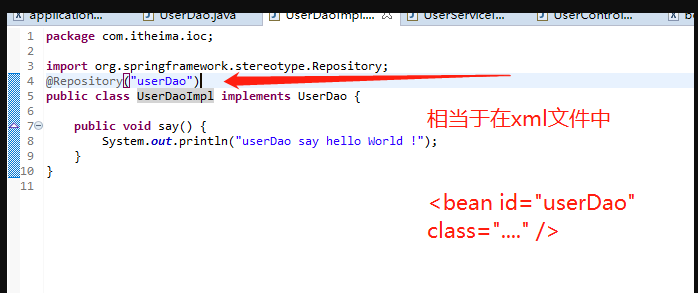 application....
UserDao.java
UserDaoImpl....
UserServiceI...
UserControl...
1 package com.itheima.ioc;
2
3 import org.springframework.stereotype.Repository;
4 @Repository("userDao")
5 public class UserDaoImpl implements UserDao {
6
7 public void say() {
8 System.out.println("userDao say hello World !");
9 }
10 }
11
相当于在xml文件中
<bean id="userDao"
class="...." />